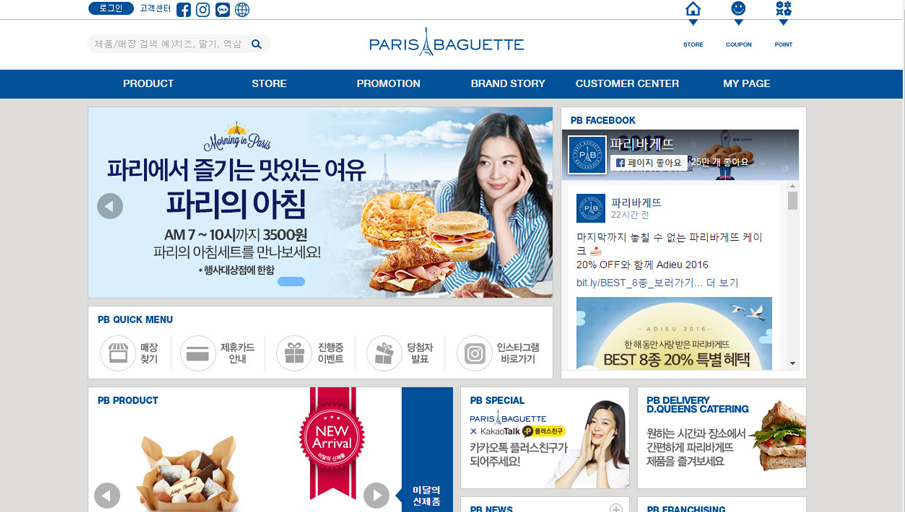 로그인 고객센터
제품/매장 검색 예)치즈, 딸기, 역삼
PARIS BAGUETTE
STORE COUPON POINT
PRODUCT STORE PROMOTION BRAND STORY CUSTOMER CENTER MY PAGE
Morning in Paris
파리에서 즐기는 맛있는 여유
파리의 아침
AM 7 ~ 10시까지 3500원
파리의 아침세트를 만나보세요!
• 행사대상점에 한함
PB FACEBOOK
파리바게뜨
페이지 좋아요 25만 개 좋아요
파리바게뜨
22시간 전
마지막까지 놓칠 수 없는 파리바게뜨 케이
크
20% OFF와 함께 Adieu 2016
bit.ly/BEST_8종_보러가기... 더 보기
- ADIEU 2016 -
한 해 동안 사랑 받은 파리바게뜨
BEST 8종 20% 특별 혜택
PB QUICK MENU
매장
찾기
제휴카드
안내
진행중
이벤트
당첨자
발표
인스타그램
바로가기
PB PRODUCT
NEW
Arrival
이달의 신제품
이달의
신제품
PB SPECIAL
PARIS BAGUETTE
× KakaoTalk 플러스친구
카카오톡 플러스친구가
되어주세요!
PB DELIVERY
D.QUEENS CATERING
원하는 시간과 장소에서
간편하게 파리바게뜨
제품을 즐겨보세요
PB NEWS
PB FRANCHISING